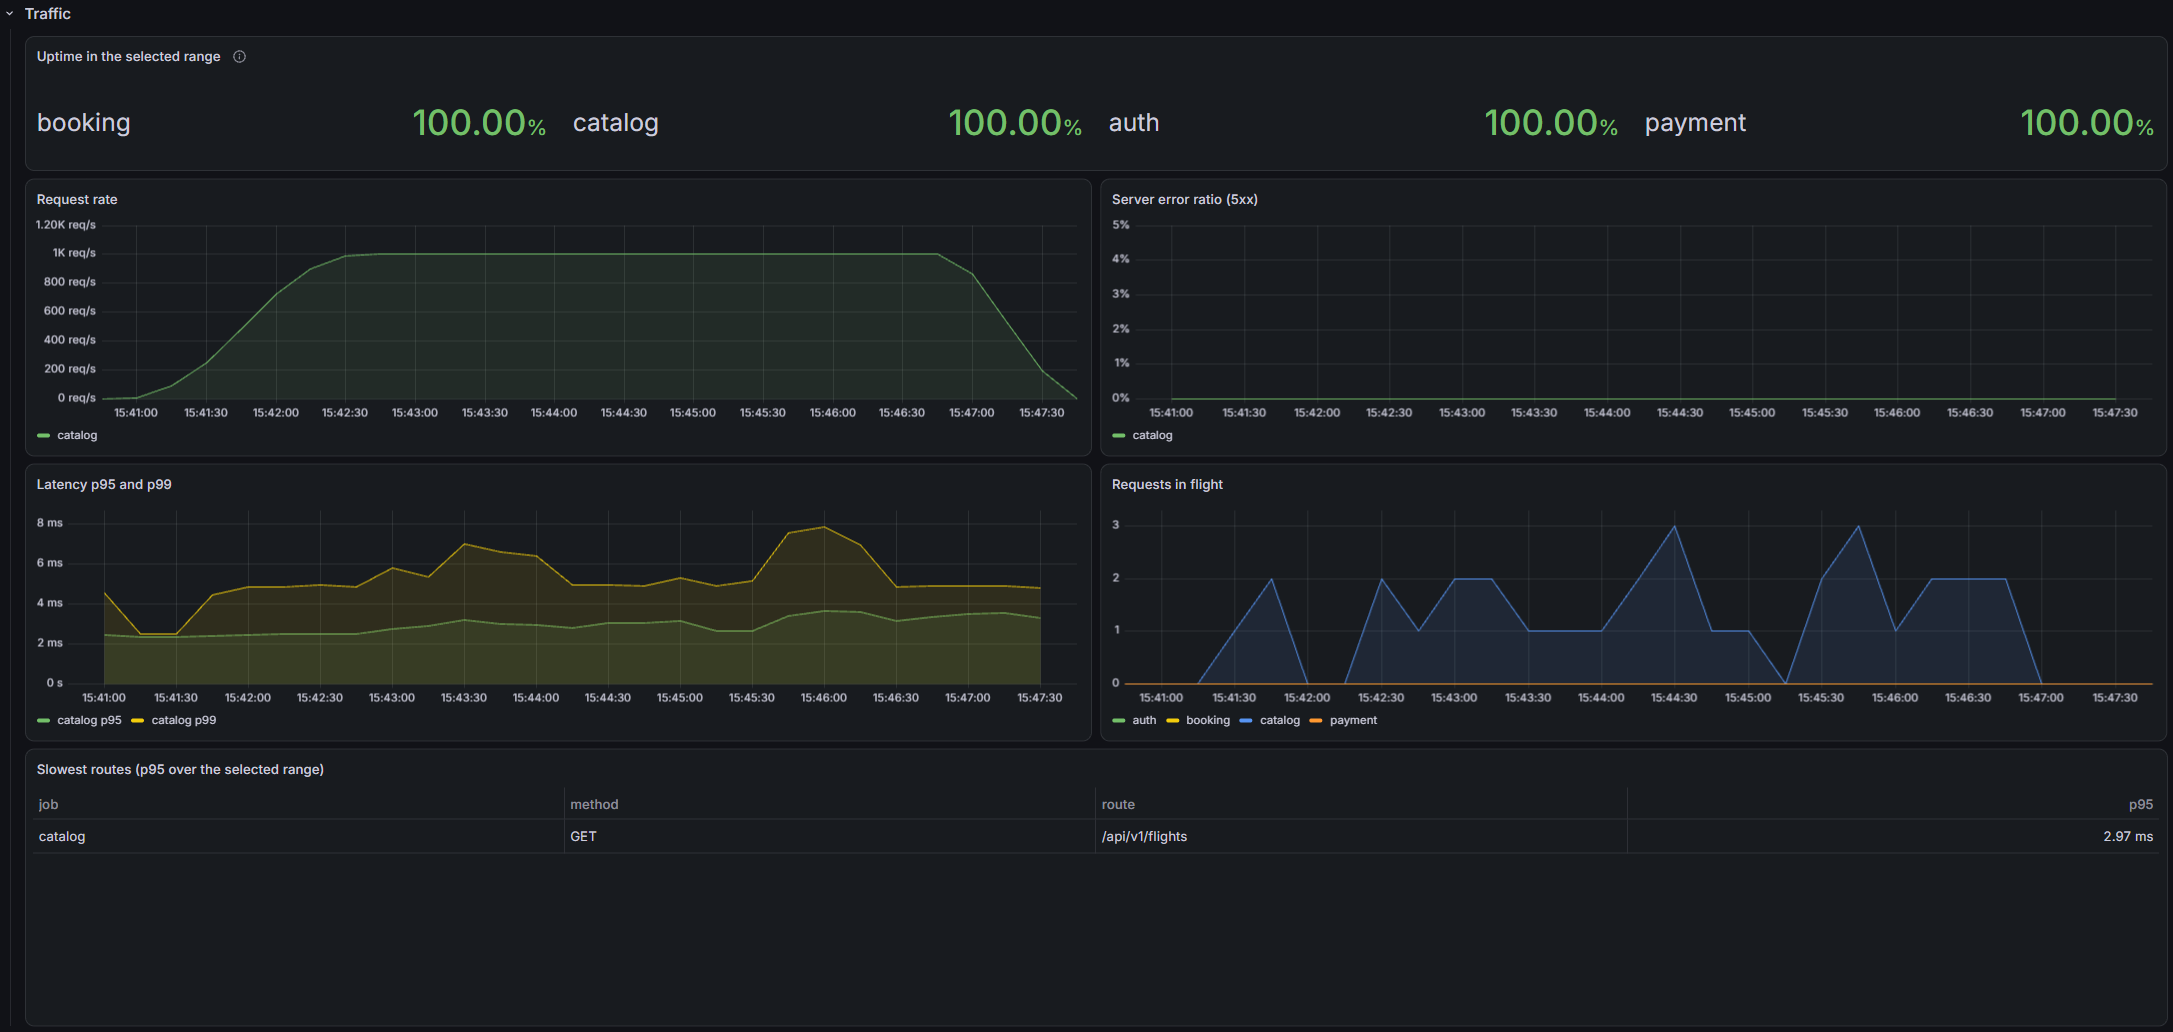 Traffic
Uptime in the selected range
booking 100.00% catalog 100.00% auth 100.00% payment 100.00%
Request rate
1.20K req/s
1K req/s
800 req/s
600 req/s
400 req/s
200 req/s
0 req/s
15:41:00 15:41:30 15:42:00 15:42:30 15:43:00 15:43:30 15:44:00 15:44:30 15:45:00 15:45:30 15:46:00 15:46:30 15:47:00 15:47:30
catalog
Server error ratio (5xx)
5%
4%
3%
2%
1%
0%
15:41:00 15:41:30 15:42:00 15:42:30 15:43:00 15:43:30 15:44:00 15:44:30 15:45:00 15:45:30 15:46:00 15:46:30 15:47:00 15:47:30
catalog
Latency p95 and p99
8 ms
6 ms
4 ms
2 ms
0 s
15:41:00 15:41:30 15:42:00 15:42:30 15:43:00 15:43:30 15:44:00 15:44:30 15:45:00 15:45:30 15:46:00 15:46:30 15:47:00 15:47:30
catalog p95 catalog p99
Requests in flight
3
2
1
0
15:41:00 15:41:30 15:42:00 15:42:30 15:43:00 15:43:30 15:44:00 15:44:30 15:45:00 15:45:30 15:46:00 15:46:30 15:47:00 15:47:30
auth booking catalog payment
Slowest routes (p95 over the selected range)
job method route p95
catalog GET /api/v1/flights 2.97 ms